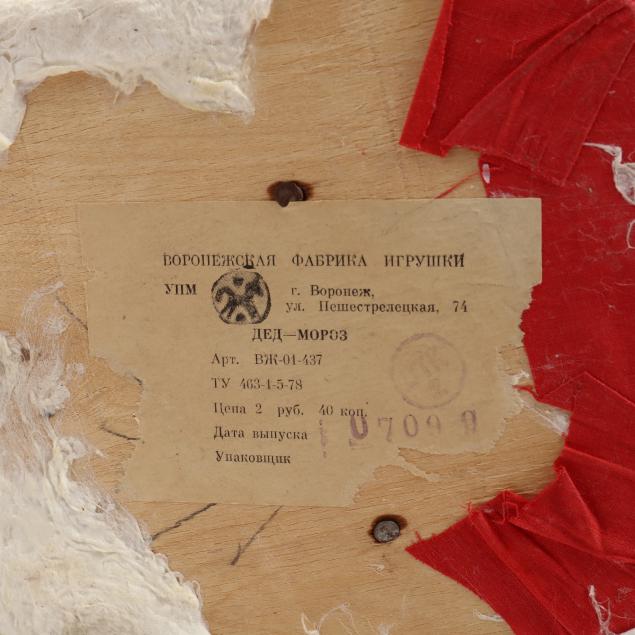 ВОРОНЕЖСКАЯ ФАБРИКА ИГРУШКИ
УПМ г. Воронеж,
ул. Пешестрелецкая, 74
ДЕД—МОРОЗ
Арт. ВЖ-01-437
ТУ 463-1-5-78
Цена 2 руб. 40 коп.
Дата выпуска
Упаковщик